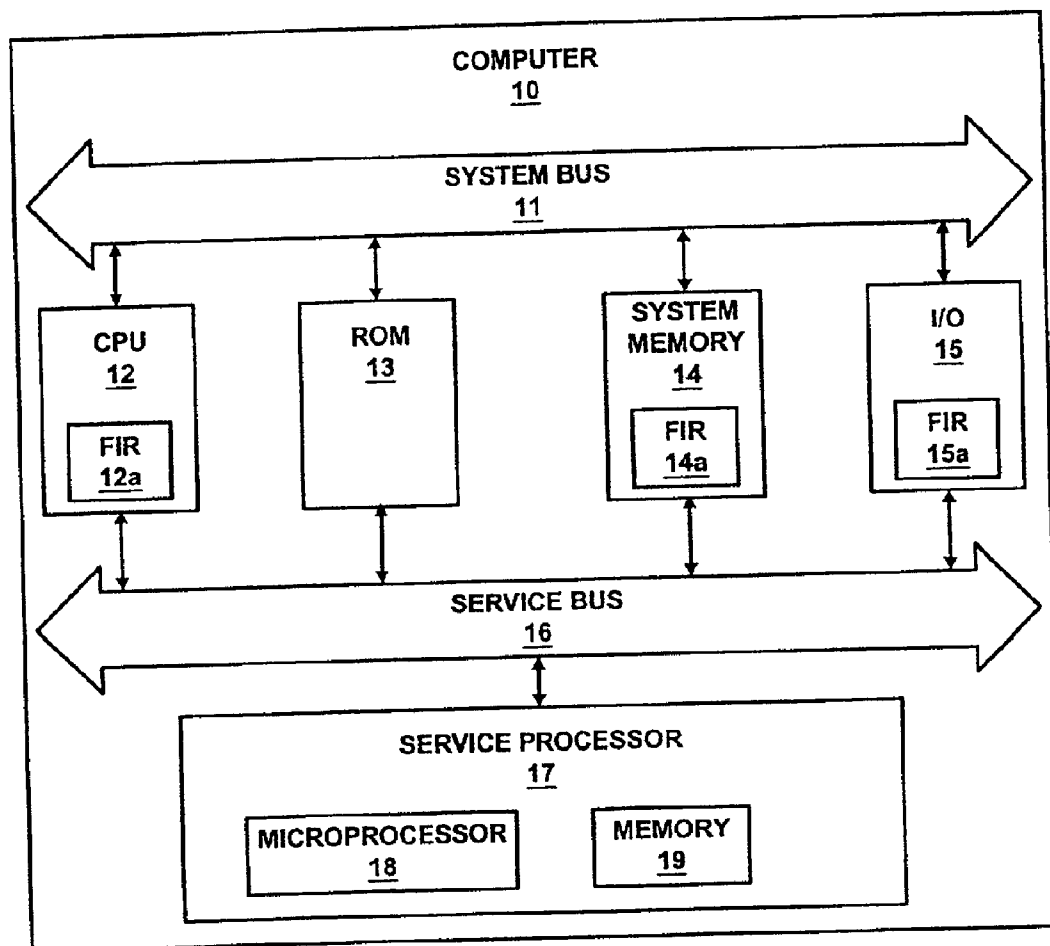 COMPUTER
10
SYSTEM BUS
11
CPU
12
FIR
12a
ROM
13
SYSTEM
MEMORY
14
FIR
14a
I/O
15
FIR
15a
SERVICE BUS
16
SERVICE PROCESSOR
17
MICROPROCESSOR
18
MEMORY
19